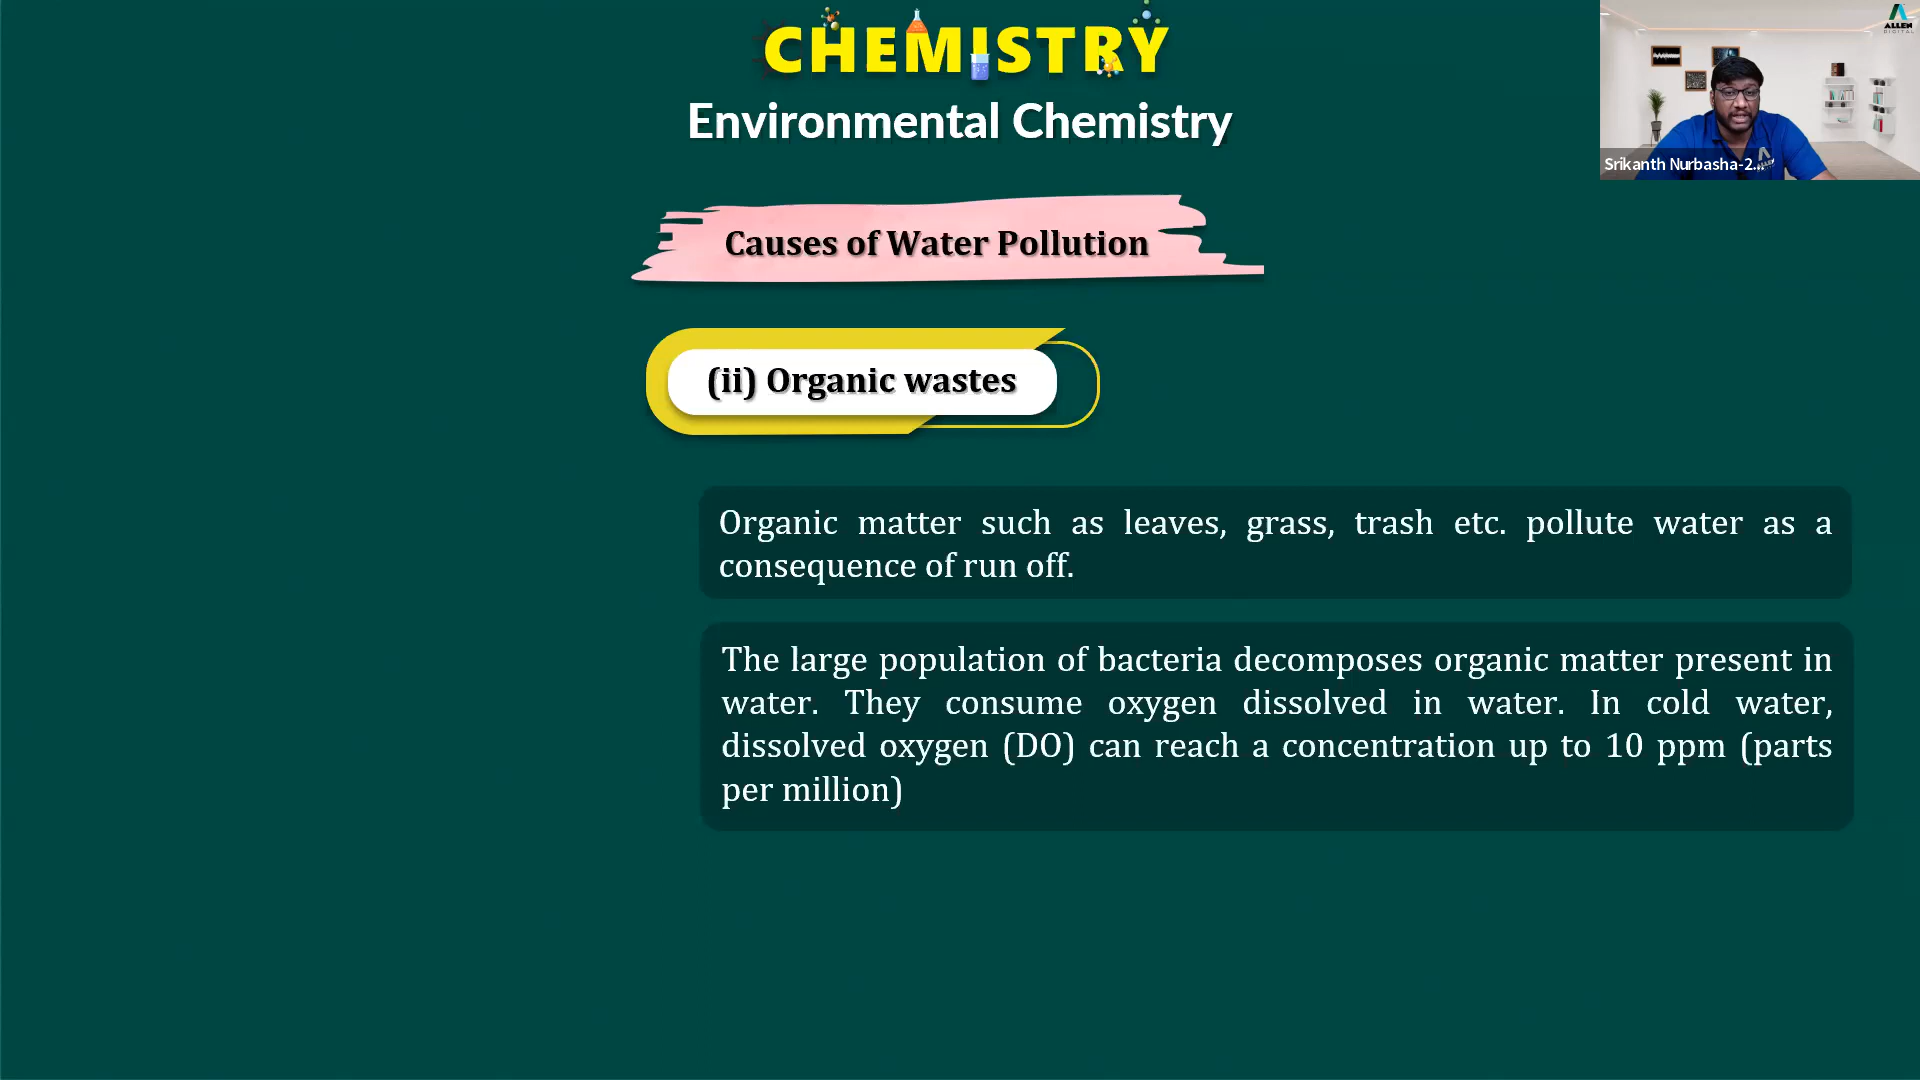 CHEMISTRY
Environmental Chemistry
ALLEN
DIGITAL
Srikanth Nurbasha-2...
Causes of Water Pollution
(ii) Organic wastes
Organic matter such as leaves, grass, trash etc. pollute water as a
consequence of run off.
The large population of bacteria decomposes organic matter present in
water. They consume oxygen dissolved in water. In cold water,
dissolved oxygen (DO) can reach a concentration up to 10 ppm (parts
per million)